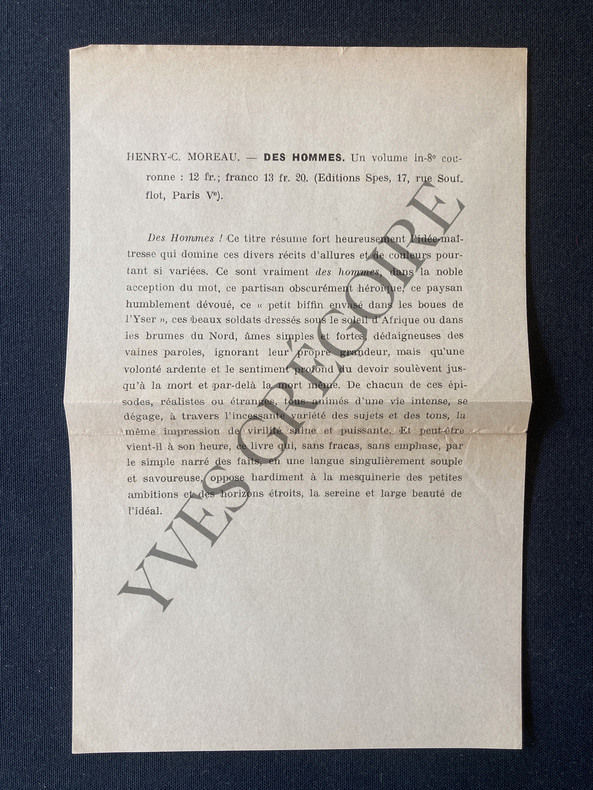 HENRY-C. MOREAU. — DES HOMMES. Un volume in-8º cou-
ronne : 12 fr.; franco 13 fr. 20. (Editions Spes, 17, rue Souf-
flot, Paris Vº).
Des Hommes ! Ce titre résume fort heureusement l'idée-maî-
tresse qui domine ces divers récits d'allures et de couleurs pour-
tant si variées. Ce sont vraiment des hommes, dans la noble
acception du mot, ce partisan obscurément héroïque, ce paysan
humblement dévoué, ce « petit biffin envasé dans les boues de
l'Yser », ces beaux soldats dressés sous le soleil d'Afrique ou dans
les brumes du Nord, âmes simples et fortes, dédaigneuses des
vaines paroles, ignorant leur propre grandeur, mais qu'une
volonté ardente et le sentiment profond du devoir soulèvent jus-
qu'à la mort et par-delà la mort même. De chacun de ces épi-
sodes, réalistes ou étranges, tous animés d'une vie intense, se
dégage, à travers l'incessante variété des sujets et des tons, la
même impression de virilité saine et puissante. Et peut-être
vient-il à son heure, ce livre qui, sans fracas, sans emphase, par
le simple narré des faits, en une langue singulièrement souple
et savoureuse, oppose hardiment à la mesquinerie des petites
ambitions et des horizons étroits, la sereine et large beauté de
l'idéal.
YVES GRÉGOIRE